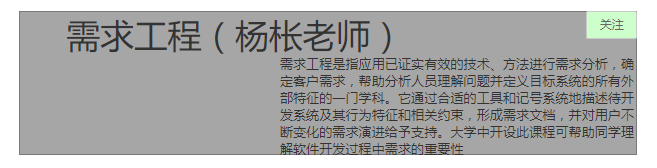 关注
需求工程（杨枨老师）
需求工程是指应用已证实有效的技术、方法进行需求分析，确
定客户需求，帮助分析人员理解问题并定义目标系统的所有外
部特征的一门学科。它通过合适的工具和记号系统地描述待开
发系统及其行为特征和相关约束，形成需求文档，并对用户不
断变化的需求演进给予支持。大学中开设此课程可帮助同学理
解软件开发过程中需求的重要性